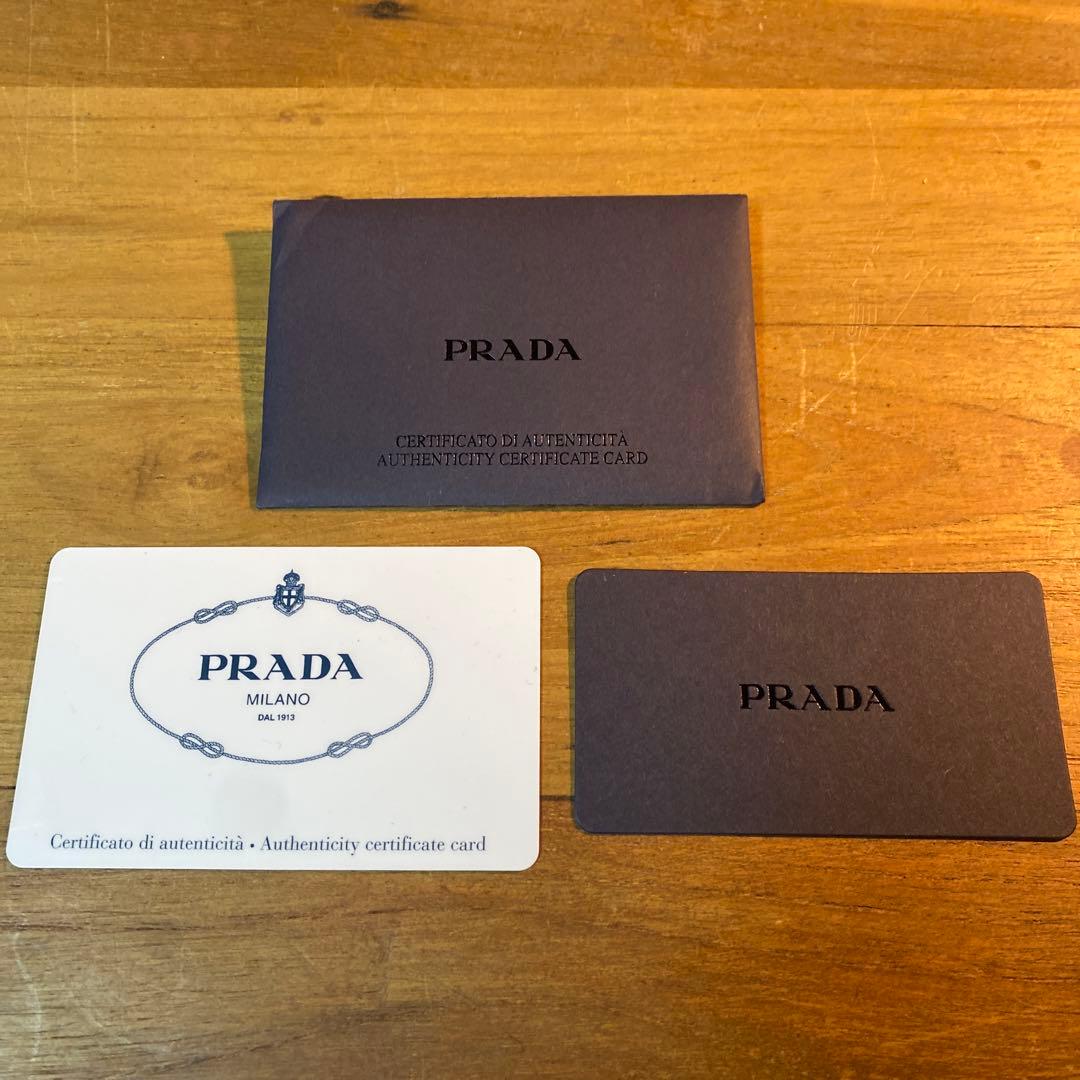 PRADA
CERTIFICATO DI AUTENTICITÀ
AUTHENTICITY CERTIFICATE CARD
PRADA
MILANO
DAL 1913
Certificato di autenticità • Authenticity certificate card
PRADA